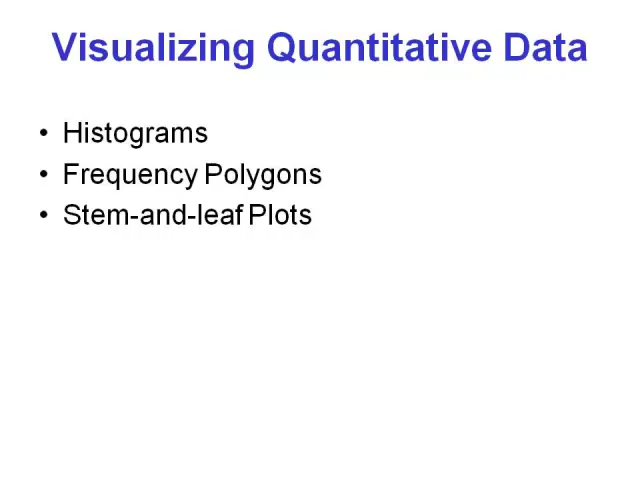 Visualizing Quantitative Data
• Histograms
• Frequency Polygons
• Stem-and-leaf Plots